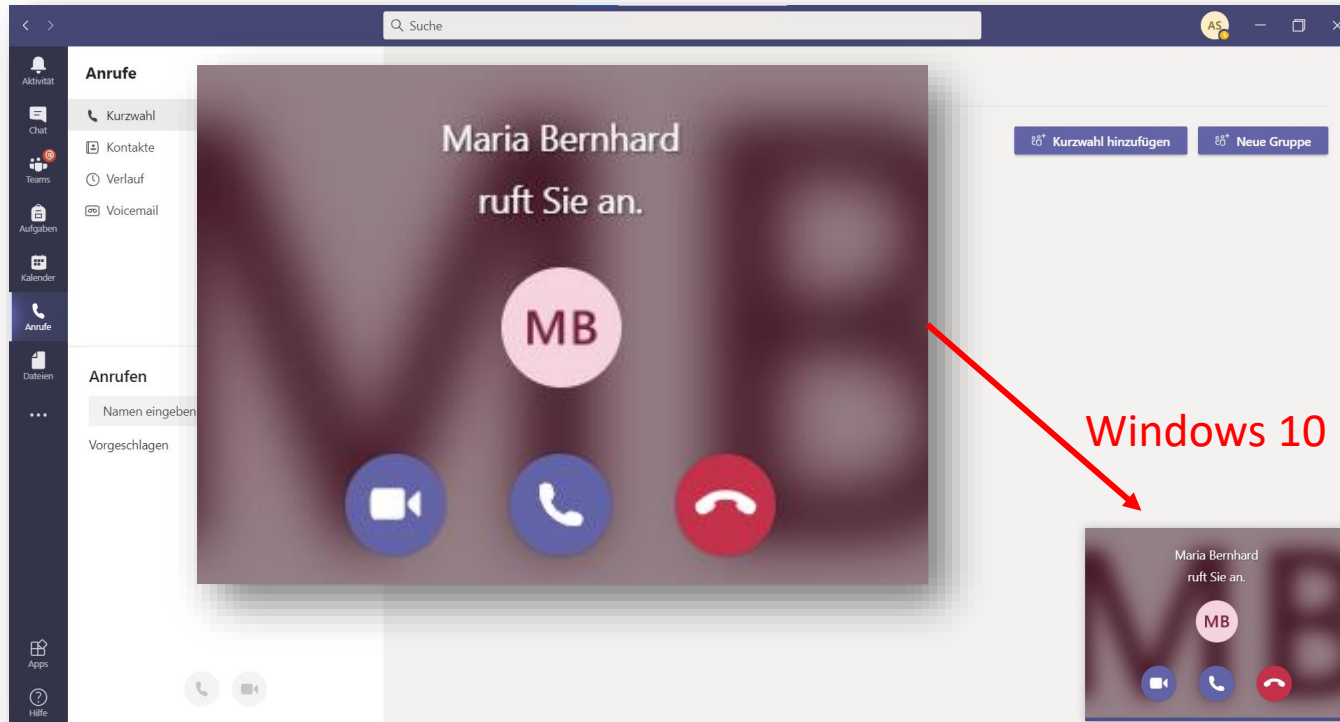 Suche
AS
Aktivität
Chat
Teams
Aufgaben
Kalender
Anrufe
Dateien
Apps
Hilfe
Anrufe
Kurzwahl
Kontakte
Verlauf
Voicemail
Anrufen
Namen eingeben
Vorgeschlagen
Maria Bernhard
ruft Sie an.
MB
MB
Kurzwahl hinzufügen
Neue Gruppe
Windows 10
Maria Bernhard
ruft Sie an.
MB
MB